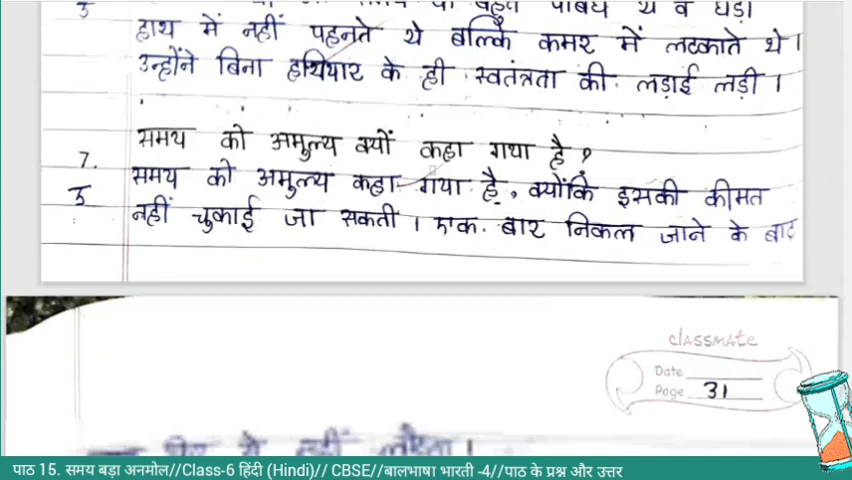 उ
समय पाबंध थे व घड़ी
हाथ में नहीं पहनते थे बल्कि कमर में लटकाते थे।
उन्होंने बिना हथियार के ही स्वतंत्रता की लड़ाई लड़ी।
7. समय को अमुल्य क्यों कहा गया है?
उ समय को अमुल्य कहा गया है, क्योंकि इसकी कीमत
नहीं चुकाई जा सकती। एक बार निकल जाने के बाद
classmate
Date
Page 31
नहीं लौटता।
पाठ 15. समय बड़ा अनमोल//Class-6 हिंदी (Hindi)// CBSE//बालभाषा भारती -4//पाठ के प्रश्न और उत्तर